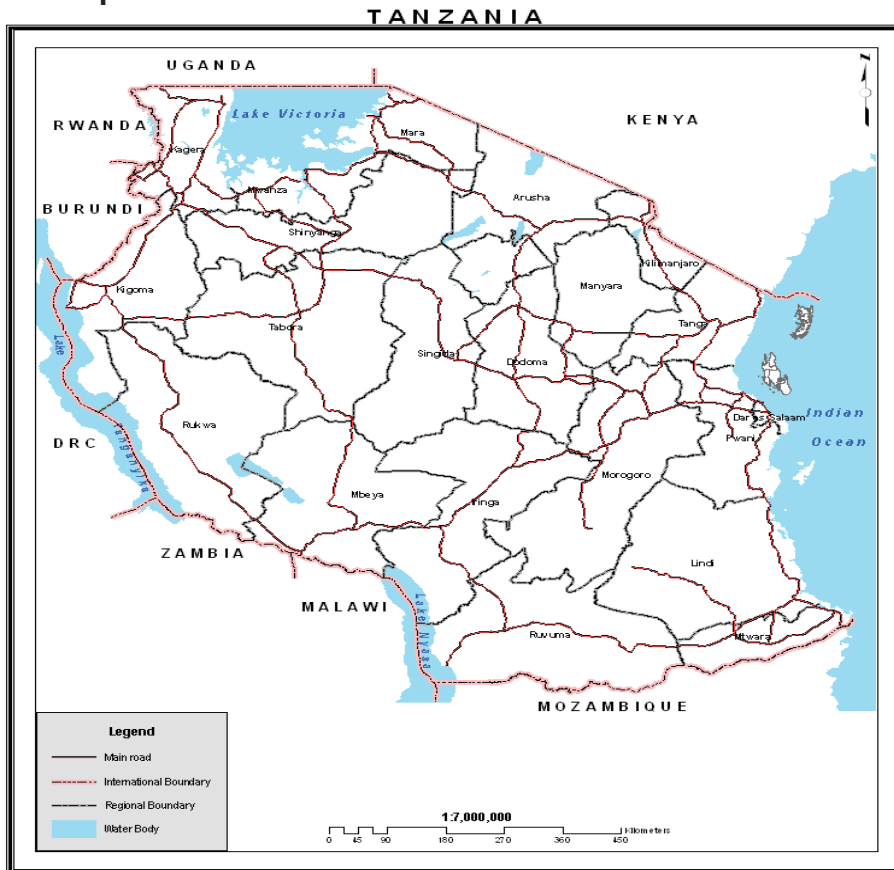 TANZANIA
UGANDA
N
Lake Victoria
RWANDA
KENYA
Mara
Kagera
Mwanza
Arusha
BURUNDI
Shinyanga
Kilimanjaro
Manyara
Kigoma
Tabora
Tanga
Lake
Singida
Dodoma
Indian
Dar es Salaam
Rukwa
Pwani
Ocean
DRC
Tanganyika
Morogoro
Mbeya
Iringa
ZAMBIA
Lindi
MALAWI
Lake Nyasa
Ruvuma
Mtwara
MOZAMBIQUE
Legend
Main road
International Boundary
Regional Boundary
Water Body
1:7,000,000
Kilometers
0 45 90 180 270 360 450